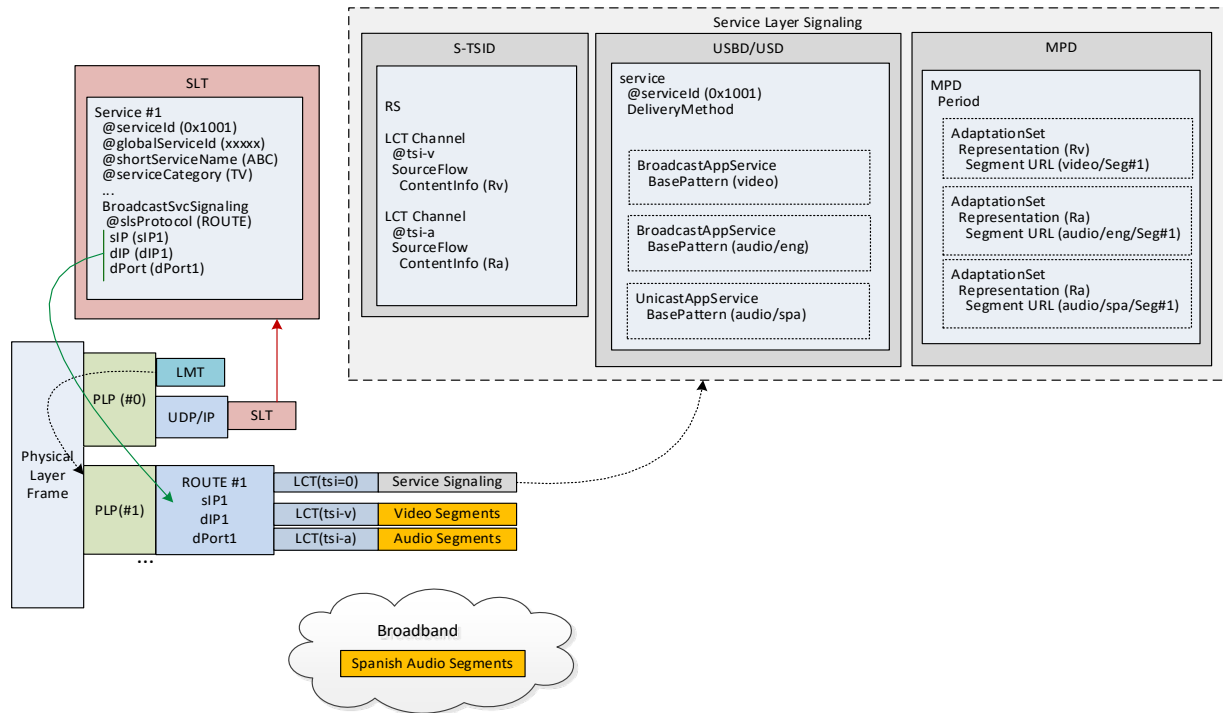 Service Layer Signaling
S-TSID
RS
LCT Channel
@tsi-v
SourceFlow
ContentInfo (Rv)
LCT Channel
@tsi-a
SourceFlow
ContentInfo (Ra)
USBD/USD
service
@serviceId (0x1001)
DeliveryMethod
BroadcastAppService
BasePattern (video)
BroadcastAppService
BasePattern (audio/eng)
UnicastAppService
BasePattern (audio/spa)
MPD
MPD
Period
AdaptationSet
Representation (Rv)
Segment URL (video/Seg#1)
AdaptationSet
Representation (Ra)
Segment URL (audio/eng/Seg#1)
AdaptationSet
Representation (Ra)
Segment URL (audio/spa/Seg#1)
SLT
Service #1
@serviceId (0x1001)
@globalServiceId (xxxxx)
@shortServiceName (ABC)
@serviceCategory (TV)
...
BroadcastSvcSignaling
@slsProtocol (ROUTE)
sIP (sIP1)
dIP (dIP1)
dPort (dPort1)
Physical
Layer
Frame
PLP (#0)
LMT
UDP/IP
SLT
PLP(#1)
ROUTE #1
sIP1
dIP1
dPort1
LCT(tsi=0)
Service Signaling
LCT(tsi-v)
Video Segments
LCT(tsi-a)
Audio Segments
...
Broadband
Spanish Audio Segments